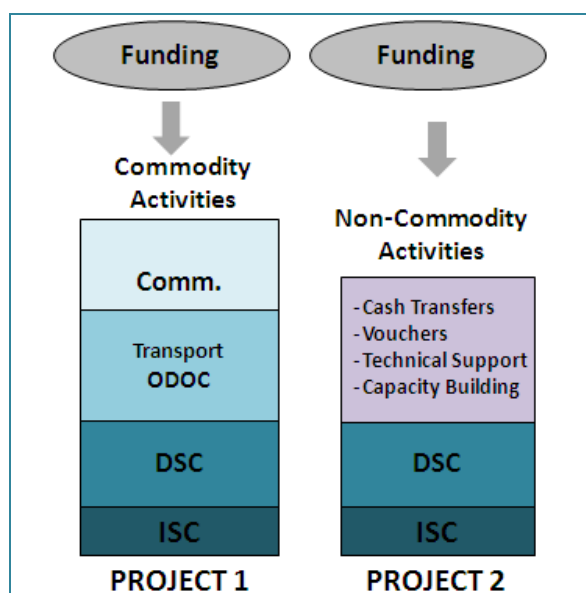 Funding
Commodity
Activities
Comm.
Transport
ODOC
DSC
ISC
PROJECT 1
Funding
Non-Commodity
Activities
- Cash Transfers
- Vouchers
- Technical Support
- Capacity Building
DSC
ISC
PROJECT 2